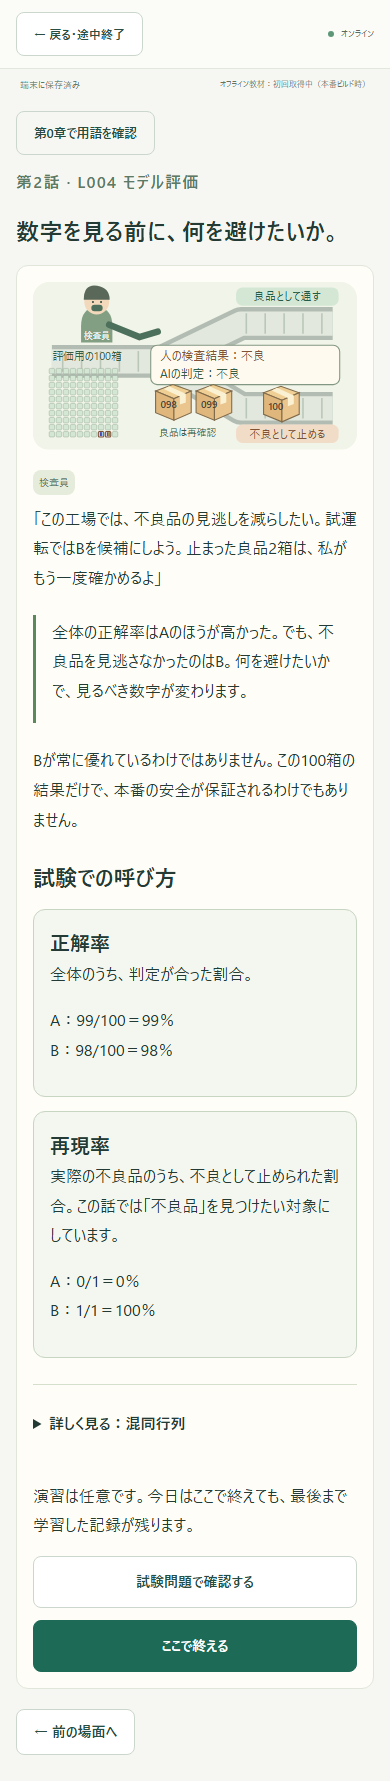 ← 戻る・途中終了
オンライン
端末に保存済み
オフライン教材：初回取得中（本番ビルド時）
第0章で用語を確認
第2話 · L004 モデル評価
数字を見る前に、何を避けたいか。
良品として通す
検査員
評価用の100箱
人の検査結果：不良
AIの判定：不良
098
099
100
良品は再確認
不良として止める
検査員
「この工場では、不良品の見逃しを減らしたい。試運
転ではBを候補にしよう。止まった良品2箱は、私が
もう一度確かめるよ」
全体の正解率はAのほうが高かった。でも、不
良品を見逃さなかったのはB。何を避けたいか
で、見るべき数字が変わります。
Bが常に優れているわけではありません。この100箱の
結果だけで、本番の安全が保証されるわけでもあり
ません。
試験での呼び方
正解率
全体のうち、判定が合った割合。
A：99/100＝99％
B：98/100＝98％
再現率
実際の不良品のうち、不良として止められた割
合。この話では「不良品」を見つけたい対象に
しています。
A：0/1＝0％
B：1/1＝100％
▶ 詳しく見る：混同行列
演習は任意です。今日はここで終えても、最後まで
学習した記録が残ります。
試験問題で確認する
ここで終える
← 前の場面へ